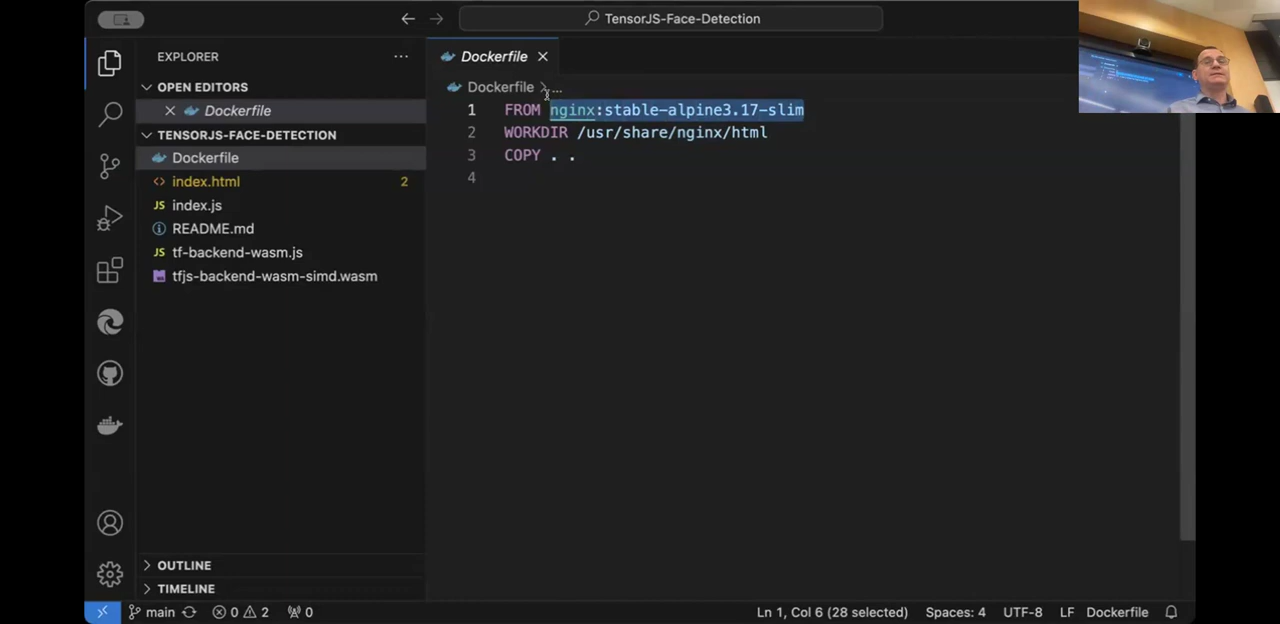 TensorJS-Face-Detection
EXPLORER
OPEN EDITORS
Dockerfile
TENSORJS-FACE-DETECTION
Dockerfile
index.html 2
JS index.js
README.md
JS tf-backend-wasm.js
tfjs-backend-wasm-simd.wasm
OUTLINE
TIMELINE
Dockerfile
Dockerfile > ...
1 FROM nginx:stable-alpine3.17-slim
2 WORKDIR /usr/share/nginx/html
3 COPY . .
4
main 0 2 0 Ln 1, Col 6 (28 selected) Spaces: 4 UTF-8 LF Dockerfile